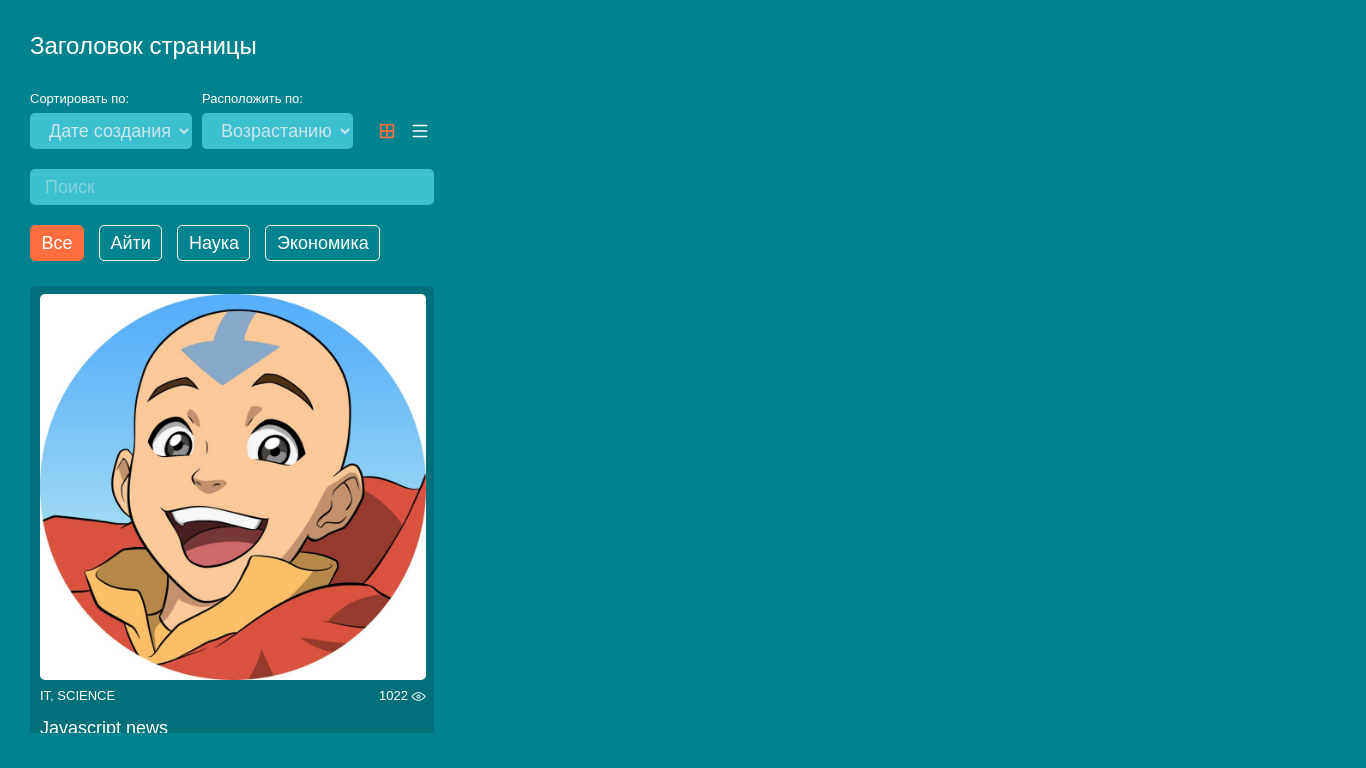 Заголовок страницы
Сортировать по: Расположить по:
Дате создания Возрастанию
Поиск
Все Айти Наука Экономика
IT, SCIENCE 1022
Javascript news